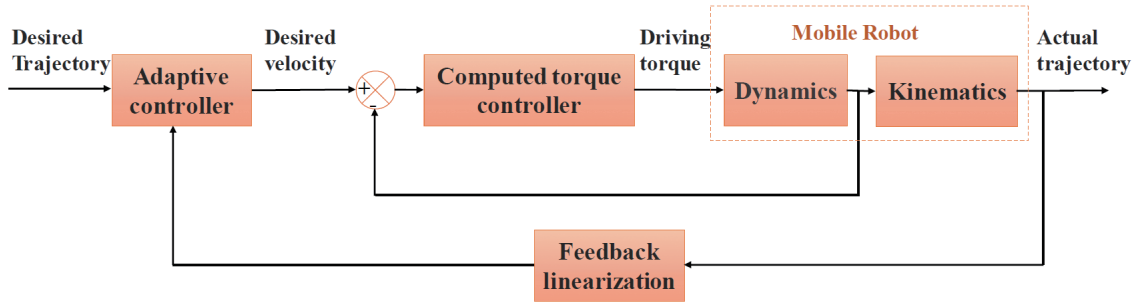 Desired
Trajectory
Adaptive
controller
Desired
velocity
+
-
Computed torque
controller
Driving
torque
Mobile Robot
Dynamics
Kinematics
Actual
trajectory
Feedback
linearization